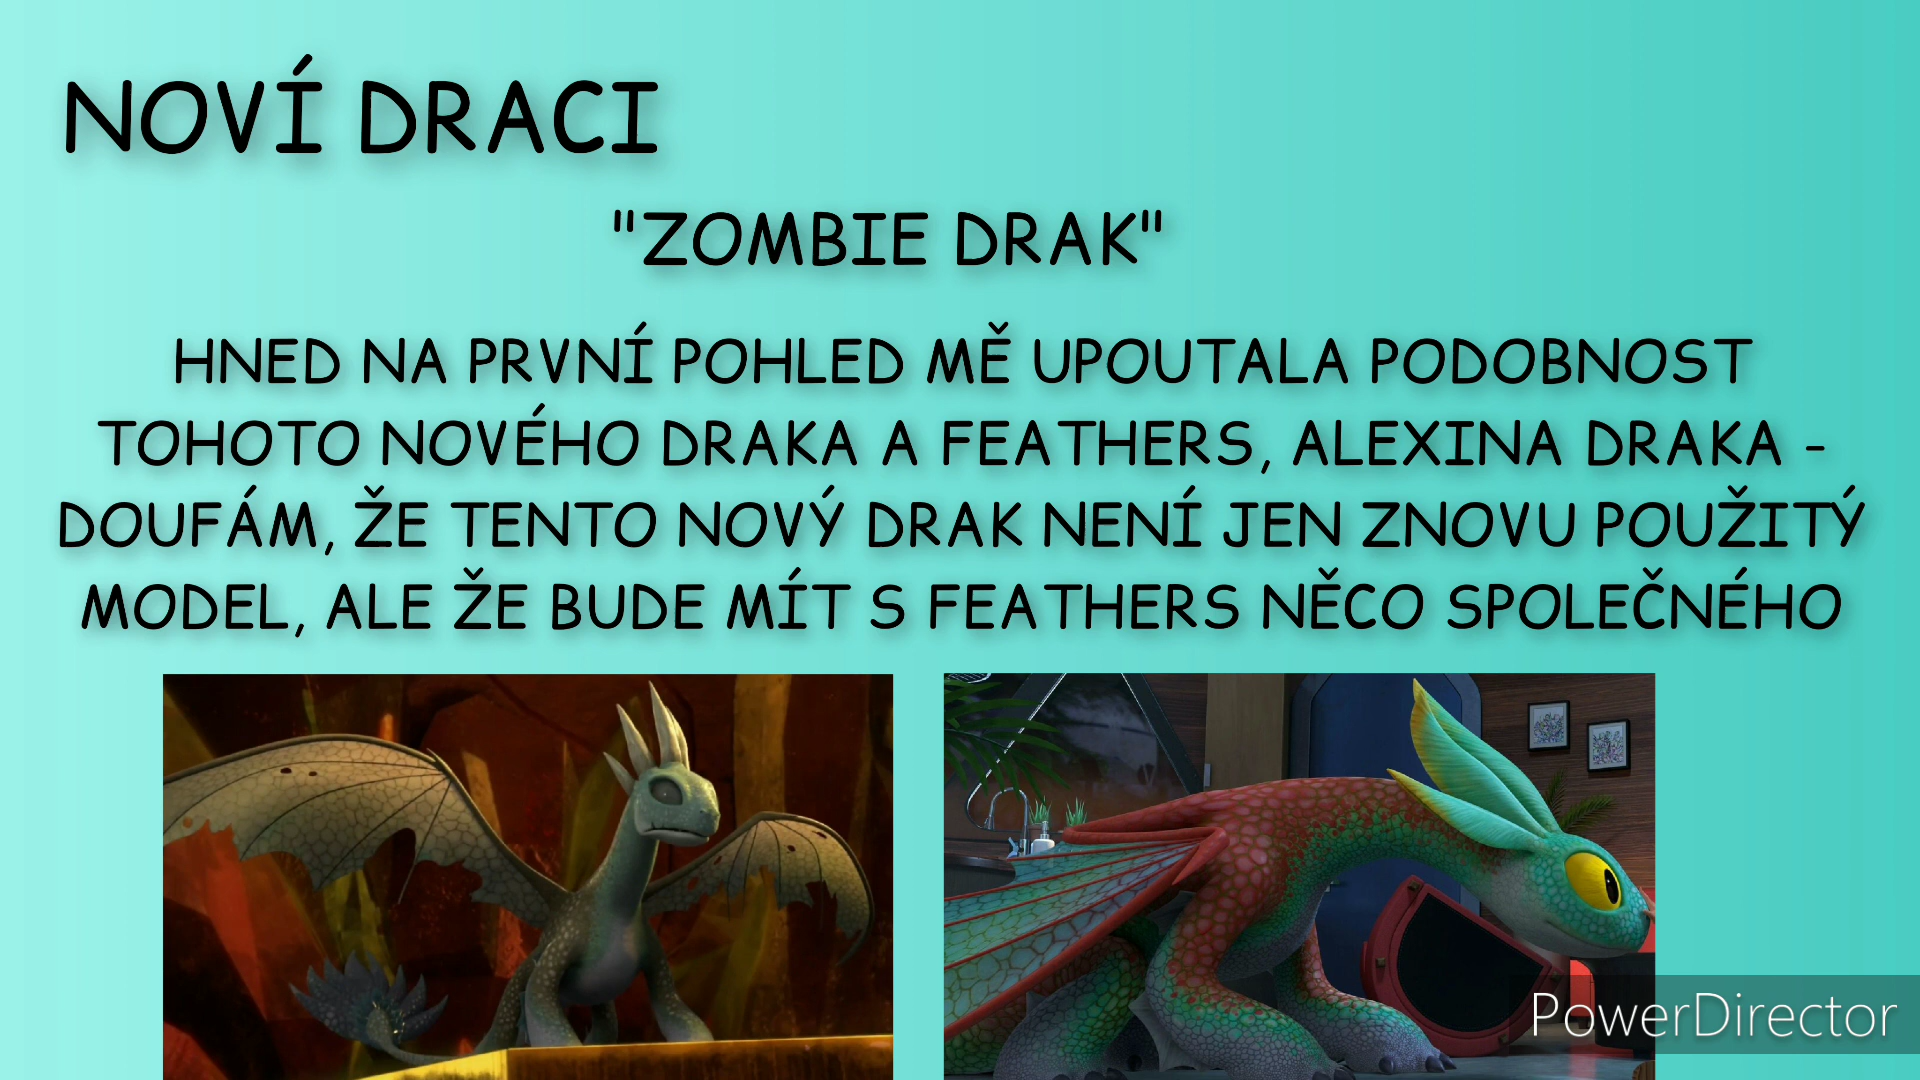 NOVÍ DRACI
"ZOMBIE DRAK"
HNED NA PRVNÍ POHLED MĚ UPOUTALA PODOBNOST
TOHOTO NOVÉHO DRAKA A FEATHERS, ALEXINA DRAKA -
DOUFÁM, ŽE TENTO NOVÝ DRAK NENÍ JEN ZNOVU POUŽITÝ
MODEL, ALE ŽE BUDE MÍT S FEATHERS NĚCO SPOLEČNÉHO
PowerDirector